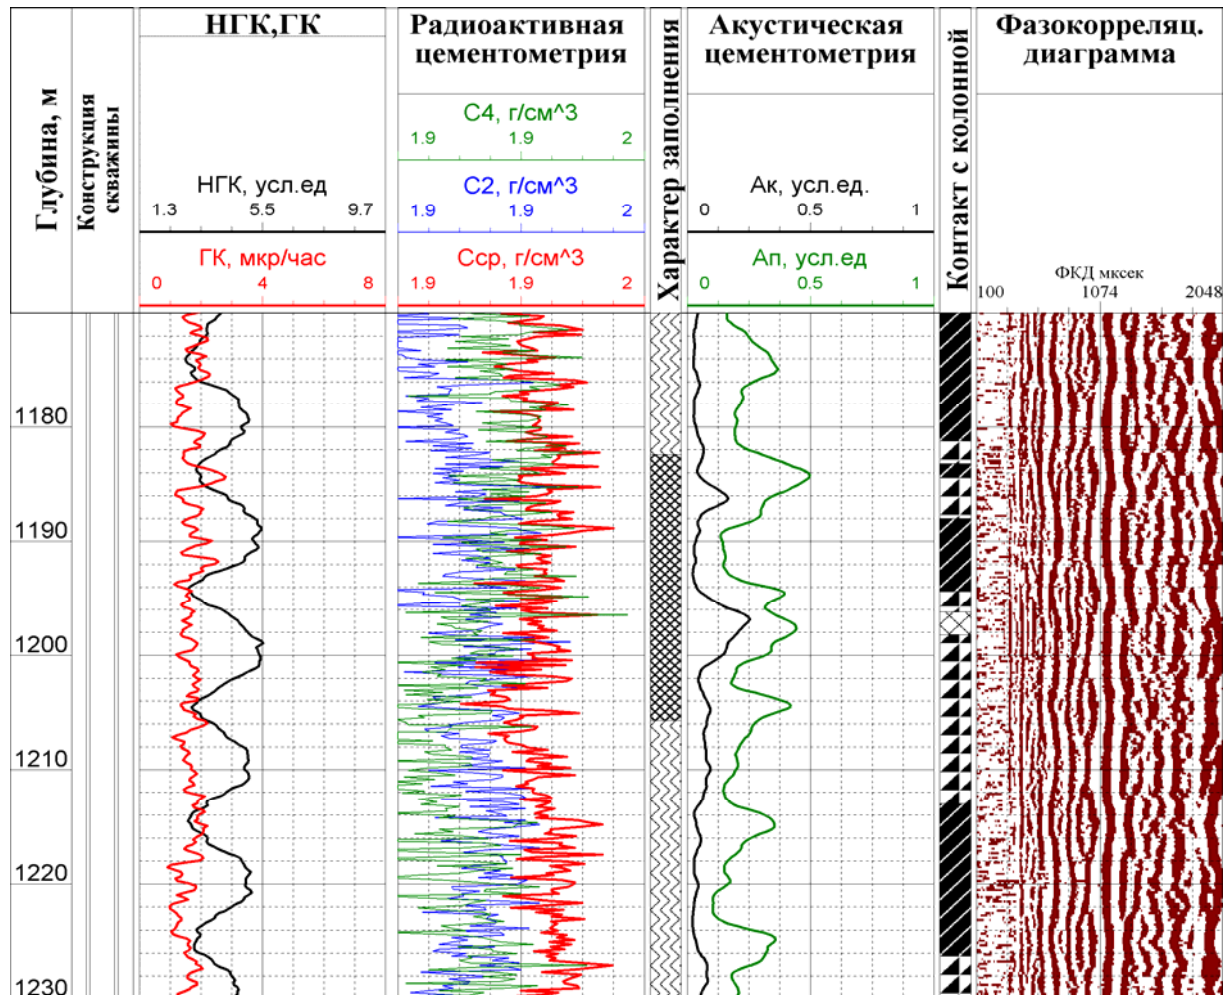 Глубина, м
Конструкция
скважины
НГК,ГК
НГК, усл.ед
1.3 5.5 9.7
ГК, мкр/час
0 4 8
Радиоактивная
цементометрия
С4, г/см^3
1.9 1.9 2
С2, г/см^3
1.9 1.9 2
Сср, г/см^3
1.9 1.9 2
Характер заполнения
Акустическая
цементометрия
Ак, усл.ед.
0 0.5 1
Ап, усл.ед
0 0.5 1
Контакт с колонной
Фазокорреляц.
диаграмма
ФКД мксек
100 1074 2048
1180
1190
1200
1210
1220
1230